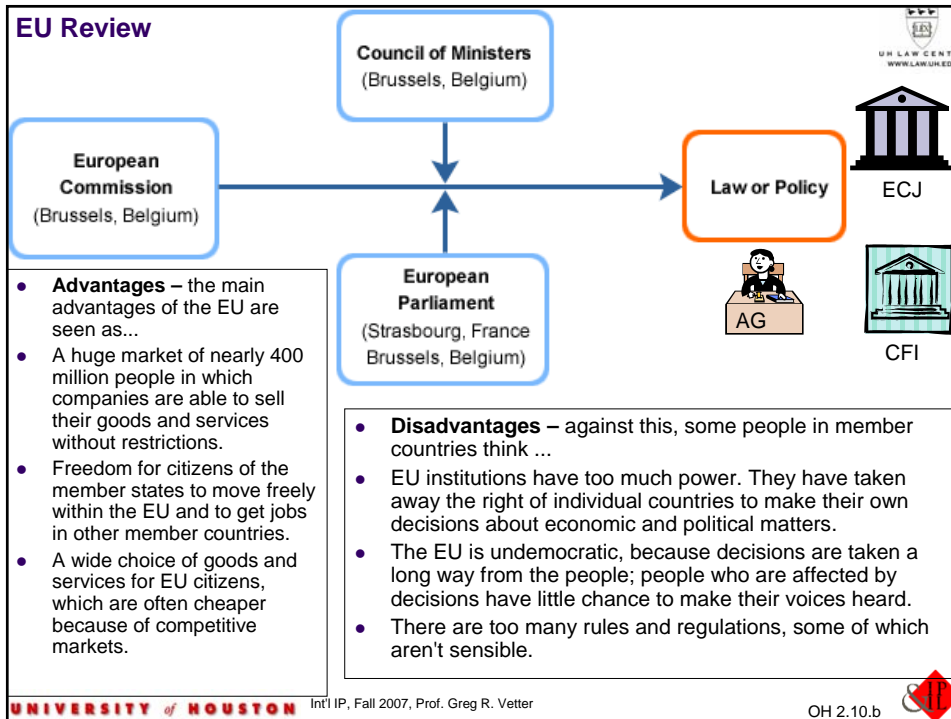 EU Review
UH LAW CENT
WWW.LAW.UH.ED
Council of Ministers
(Brussels, Belgium)
European
Commission
(Brussels, Belgium)
Law or Policy
ECJ
European
Parliament
(Strasbourg, France
Brussels, Belgium)
AG
CFI
Advantages – the main
advantages of the EU are
seen as...
A huge market of nearly 400
million people in which
companies are able to sell
their goods and services
without restrictions.
Freedom for citizens of the
member states to move freely
within the EU and to get jobs
in other member countries.
A wide choice of goods and
services for EU citizens,
which are often cheaper
because of competitive
markets.
Disadvantages – against this, some people in member
countries think ...
EU institutions have too much power. They have taken
away the right of individual countries to make their own
decisions about economic and political matters.
The EU is undemocratic, because decisions are taken a
long way from the people; people who are affected by
decisions have little chance to make their voices heard.
There are too many rules and regulations, some of which
aren't sensible.
UNIVERSITY of HOUSTON
Int'l IP, Fall 2007, Prof. Greg R. Vetter
OH 2.10.b
&IP